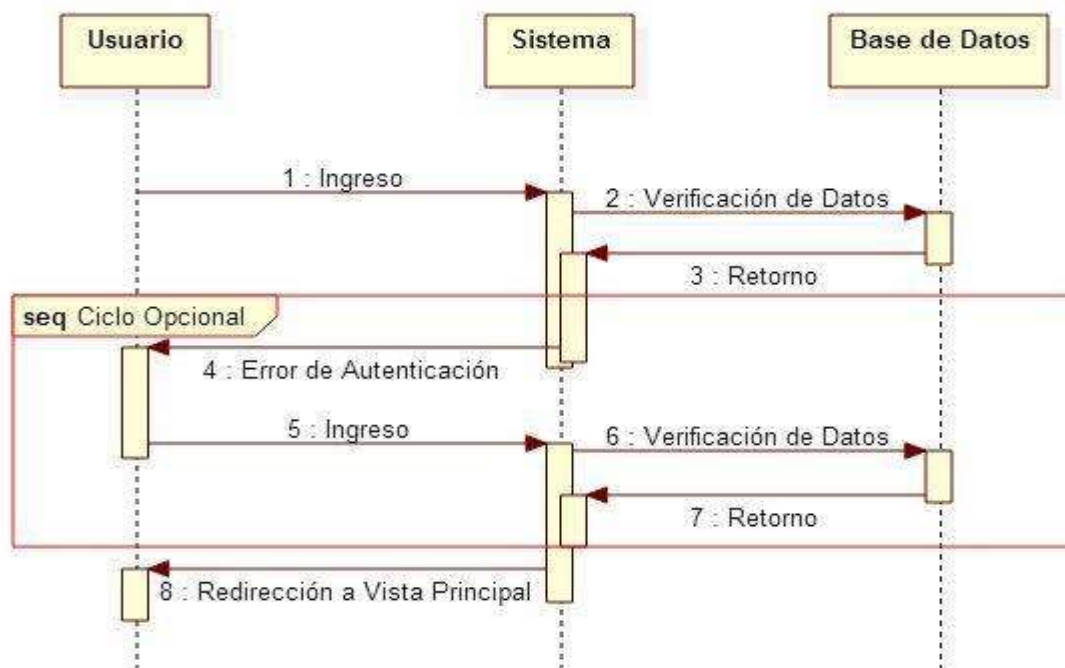 Usuario
Sistema
Base de Datos
1 : Ingreso
2 : Verificación de Datos
3 : Retorno
seq Ciclo Opcional
4 : Error de Autenticación
5 : Ingreso
6 : Verificación de Datos
7 : Retorno
8 : Redirección a Vista Principal